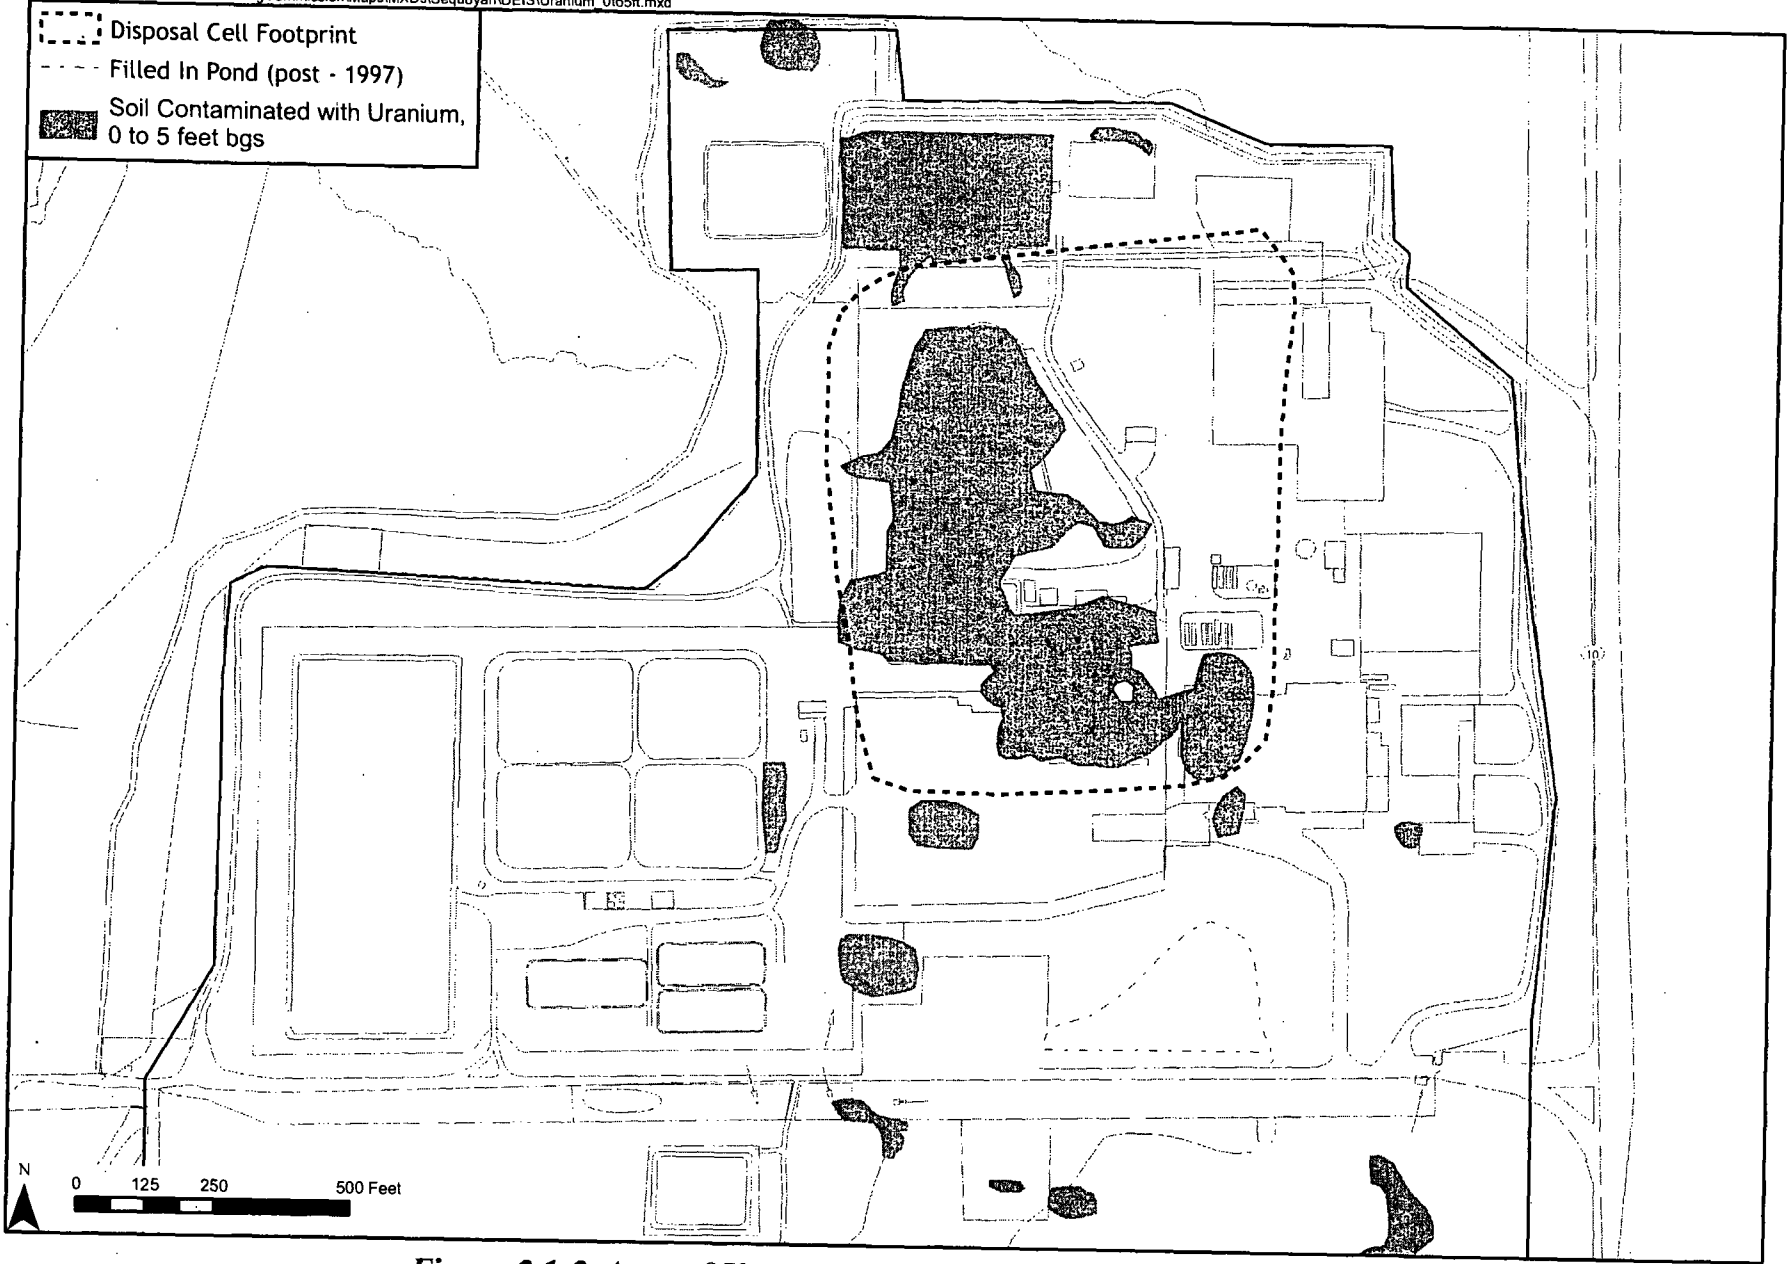 Disposal Cell Footprint
Filled In Pond (post - 1997)
Soil Contaminated with Uranium,
0 to 5 feet bgs
10
N
0 125 250 500 Feet